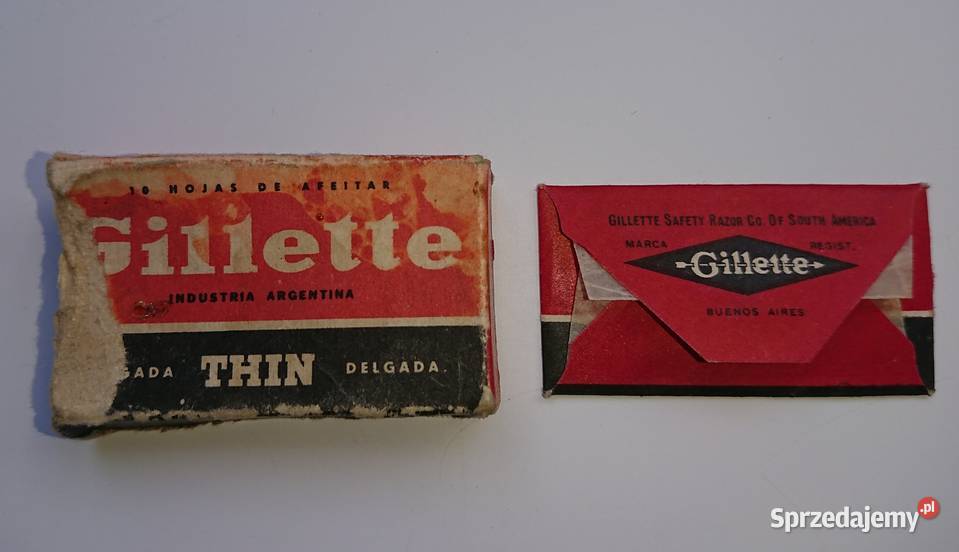 10 HOJAS DE AFEITAR
Gillette
INDUSTRIA ARGENTINA
GADA THIN DELGADA.
GILLETTE SAFETY RAZOR CO. OF SOUTH AMERICA
MARCA REGIST.
Gillette
BUENOS AIRES
Sprzedajemy.pl